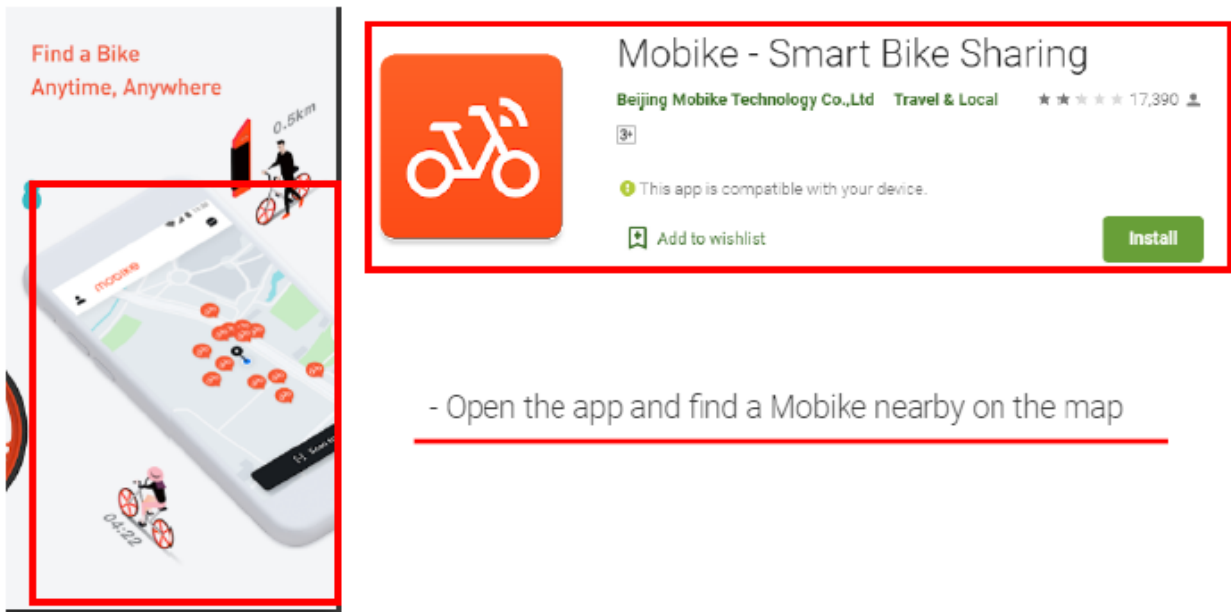 Find a Bike
Anytime, Anywhere
0.5km
mobike
04:22
Mobike - Smart Bike Sharing
Beijing Mobike Technology Co.,Ltd Travel & Local 17,390
3+
This app is compatible with your device.
Add to wishlist
Install
- Open the app and find a Mobike nearby on the map